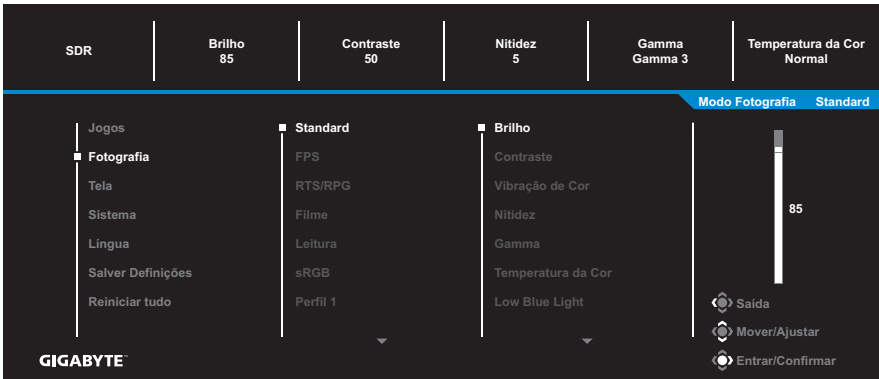 SDR
Brilho
85
Contraste
50
Nitidez
5
Gamma
Gamma 3
Temperatura da Cor
Normal
Modo Fotografia Standard
Jogos
Fotografia
Tela
Sistema
Língua
Salver Definições
Reiniciar tudo
Standard
FPS
RTS/RPG
Filme
Leitura
sRGB
Perfil 1
Brilho
Contraste
Vibração de Cor
Nitidez
Gamma
Temperatura da Cor
Low Blue Light
85
Saída
Mover/Ajustar
Entrar/Confirmar
GIGABYTE™